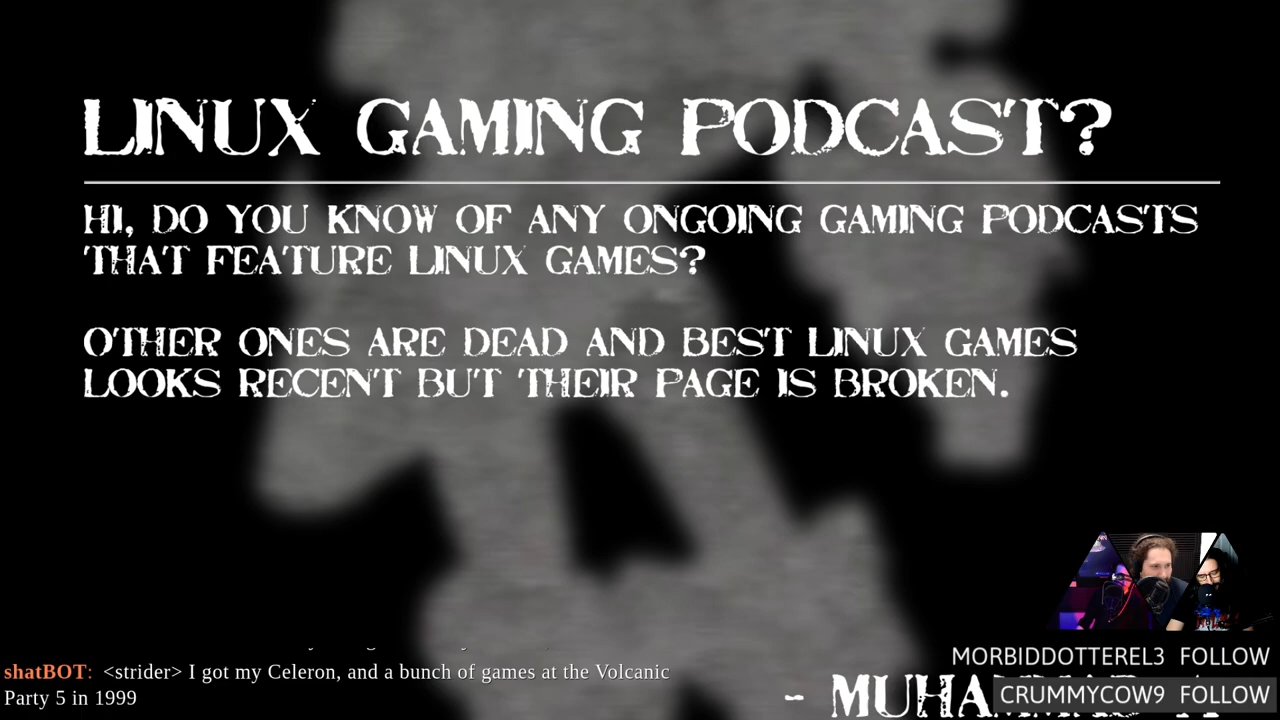 LINUX GAMING PODCAST?
HI, DO YOU KNOW OF ANY ONGOING GAMING PODCASTS
THAT FEATURE LINUX GAMES?
OTHER ONES ARE DEAD AND BEST LINUX GAMES
LOOKS RECENT BUT THEIR PAGE IS BROKEN.
shatBOT: <strider> I got my Celeron, and a bunch of games at the Volcanic
Party 5 in 1999
MORBIDDOTTEREL3 FOLLOW
CRUMMYCOW9 FOLLOW